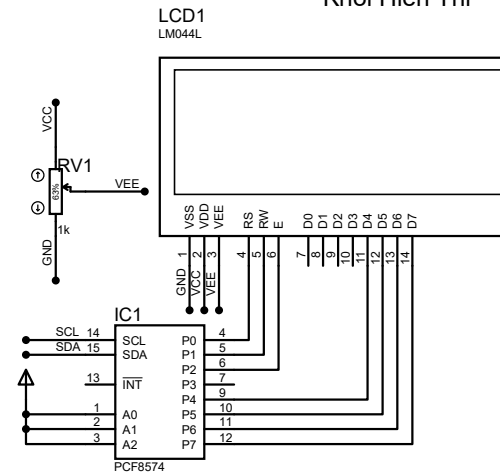 LCD1
LM044L
VCC
RV1
63%
VEE
1k
GND
VSS
VDD
VEE
RS
RW
E
D0
D1
D2
D3
D4
D5
D6
D7
1
2
3
4
5
6
7
8
9
10
11
12
13
14
GND
VCC
VEE
IC1
SCL 14 SCL P0 4
SDA 15 SDA P1 5
P2 6
13 INT P3 7
P4 9
1 A0 P5 10
2 A1 P6 11
3 A2 P7 12
PCF8574